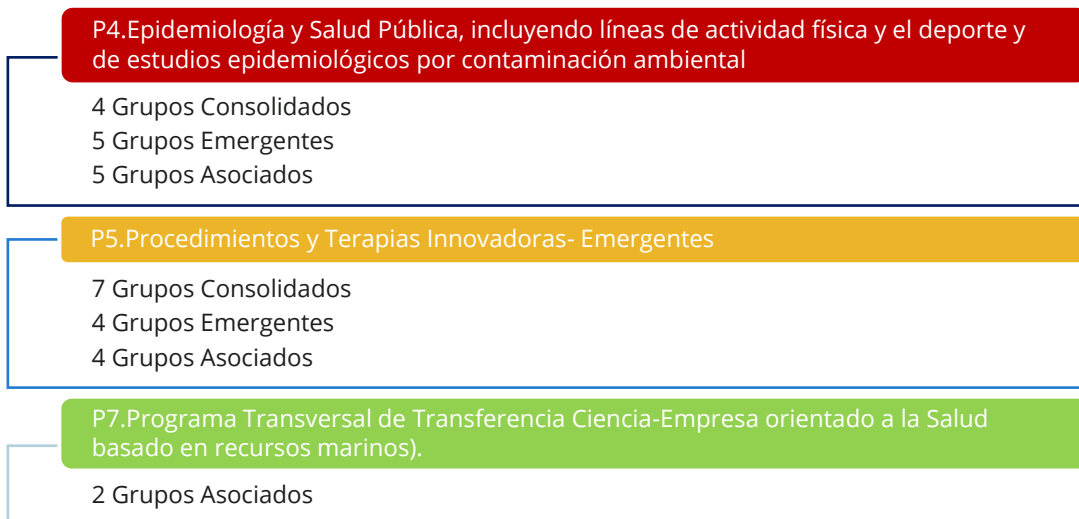 P4.Epidemiología y Salud Pública, incluyendo líneas de actividad física y el deporte y
de estudios epidemiológicos por contaminación ambiental
4 Grupos Consolidados
5 Grupos Emergentes
5 Grupos Asociados
P5.Procedimientos y Terapias Innovadoras- Emergentes
7 Grupos Consolidados
4 Grupos Emergentes
4 Grupos Asociados
P7.Programa Transversal de Transferencia Ciencia-Empresa orientado a la Salud
basado en recursos marinos).
2 Grupos Asociados